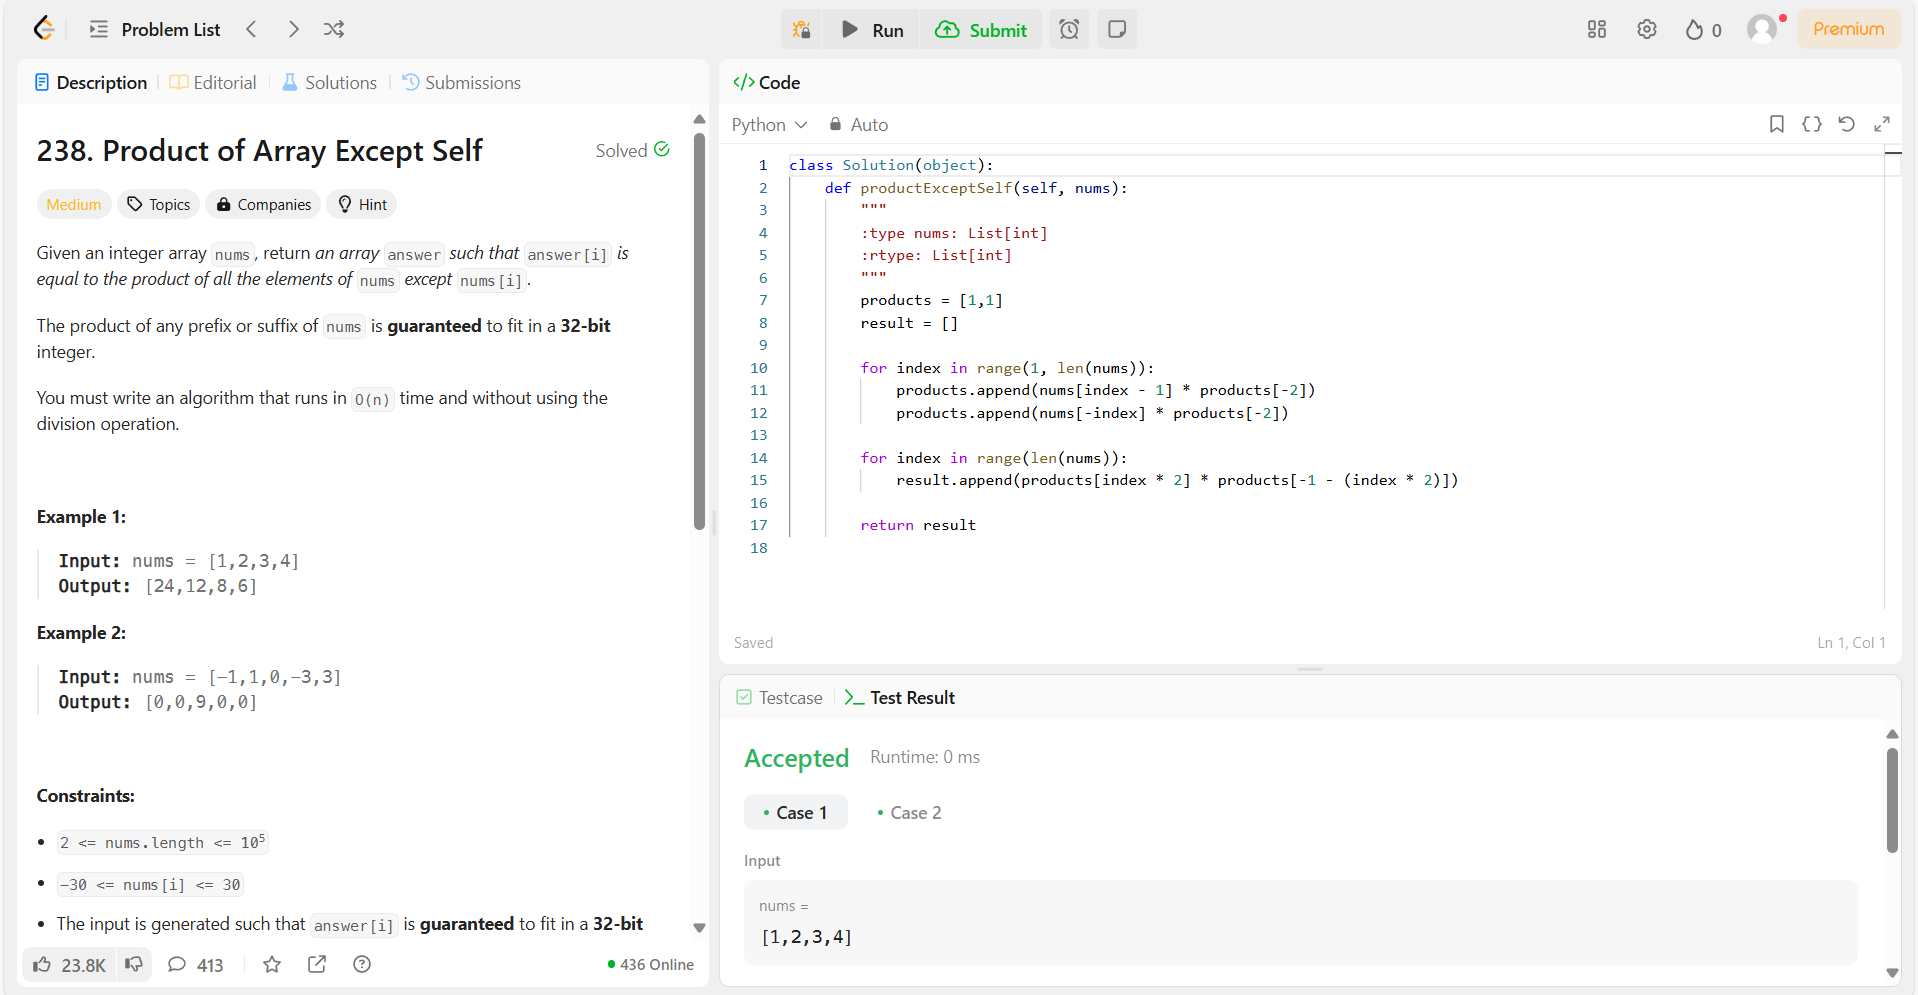 Problem List
Run
Submit
0
Premium
Description
Editorial
Solutions
Submissions
238. Product of Array Except Self
Solved
Medium
Topics
Companies
Hint
Given an integer array nums, return an array answer such that answer[i] is
equal to the product of all the elements of nums except nums[i].
The product of any prefix or suffix of nums is guaranteed to fit in a 32-bit
integer.
You must write an algorithm that runs in O(n) time and without using the
division operation.
Example 1:
Input: nums = [1,2,3,4]
Output: [24,12,8,6]
Example 2:
Input: nums = [-1,1,0,-3,3]
Output: [0,0,9,0,0]
Constraints:
• 2 <= nums.length <= 10⁵
• -30 <= nums[i] <= 30
• The input is generated such that answer[i] is guaranteed to fit in a 32-bit
23.8K
413
436 Online
</> Code
Python
Auto
1 class Solution(object):
2     def productExceptSelf(self, nums):
3         """
4         :type nums: List[int]
5         :rtype: List[int]
6         """
7         products = [1,1]
8         result = []
9
10         for index in range(1, len(nums)):
11             products.append(nums[index - 1] * products[-2])
12             products.append(nums[-index] * products[-2])
13
14         for index in range(len(nums)):
15             result.append(products[index * 2] * products[-1 - (index * 2)])
16
17         return result
18
Saved
Ln 1, Col 1
Testcase
>_ Test Result
Accepted
Runtime: 0 ms
• Case 1
• Case 2
Input
nums =
[1,2,3,4]